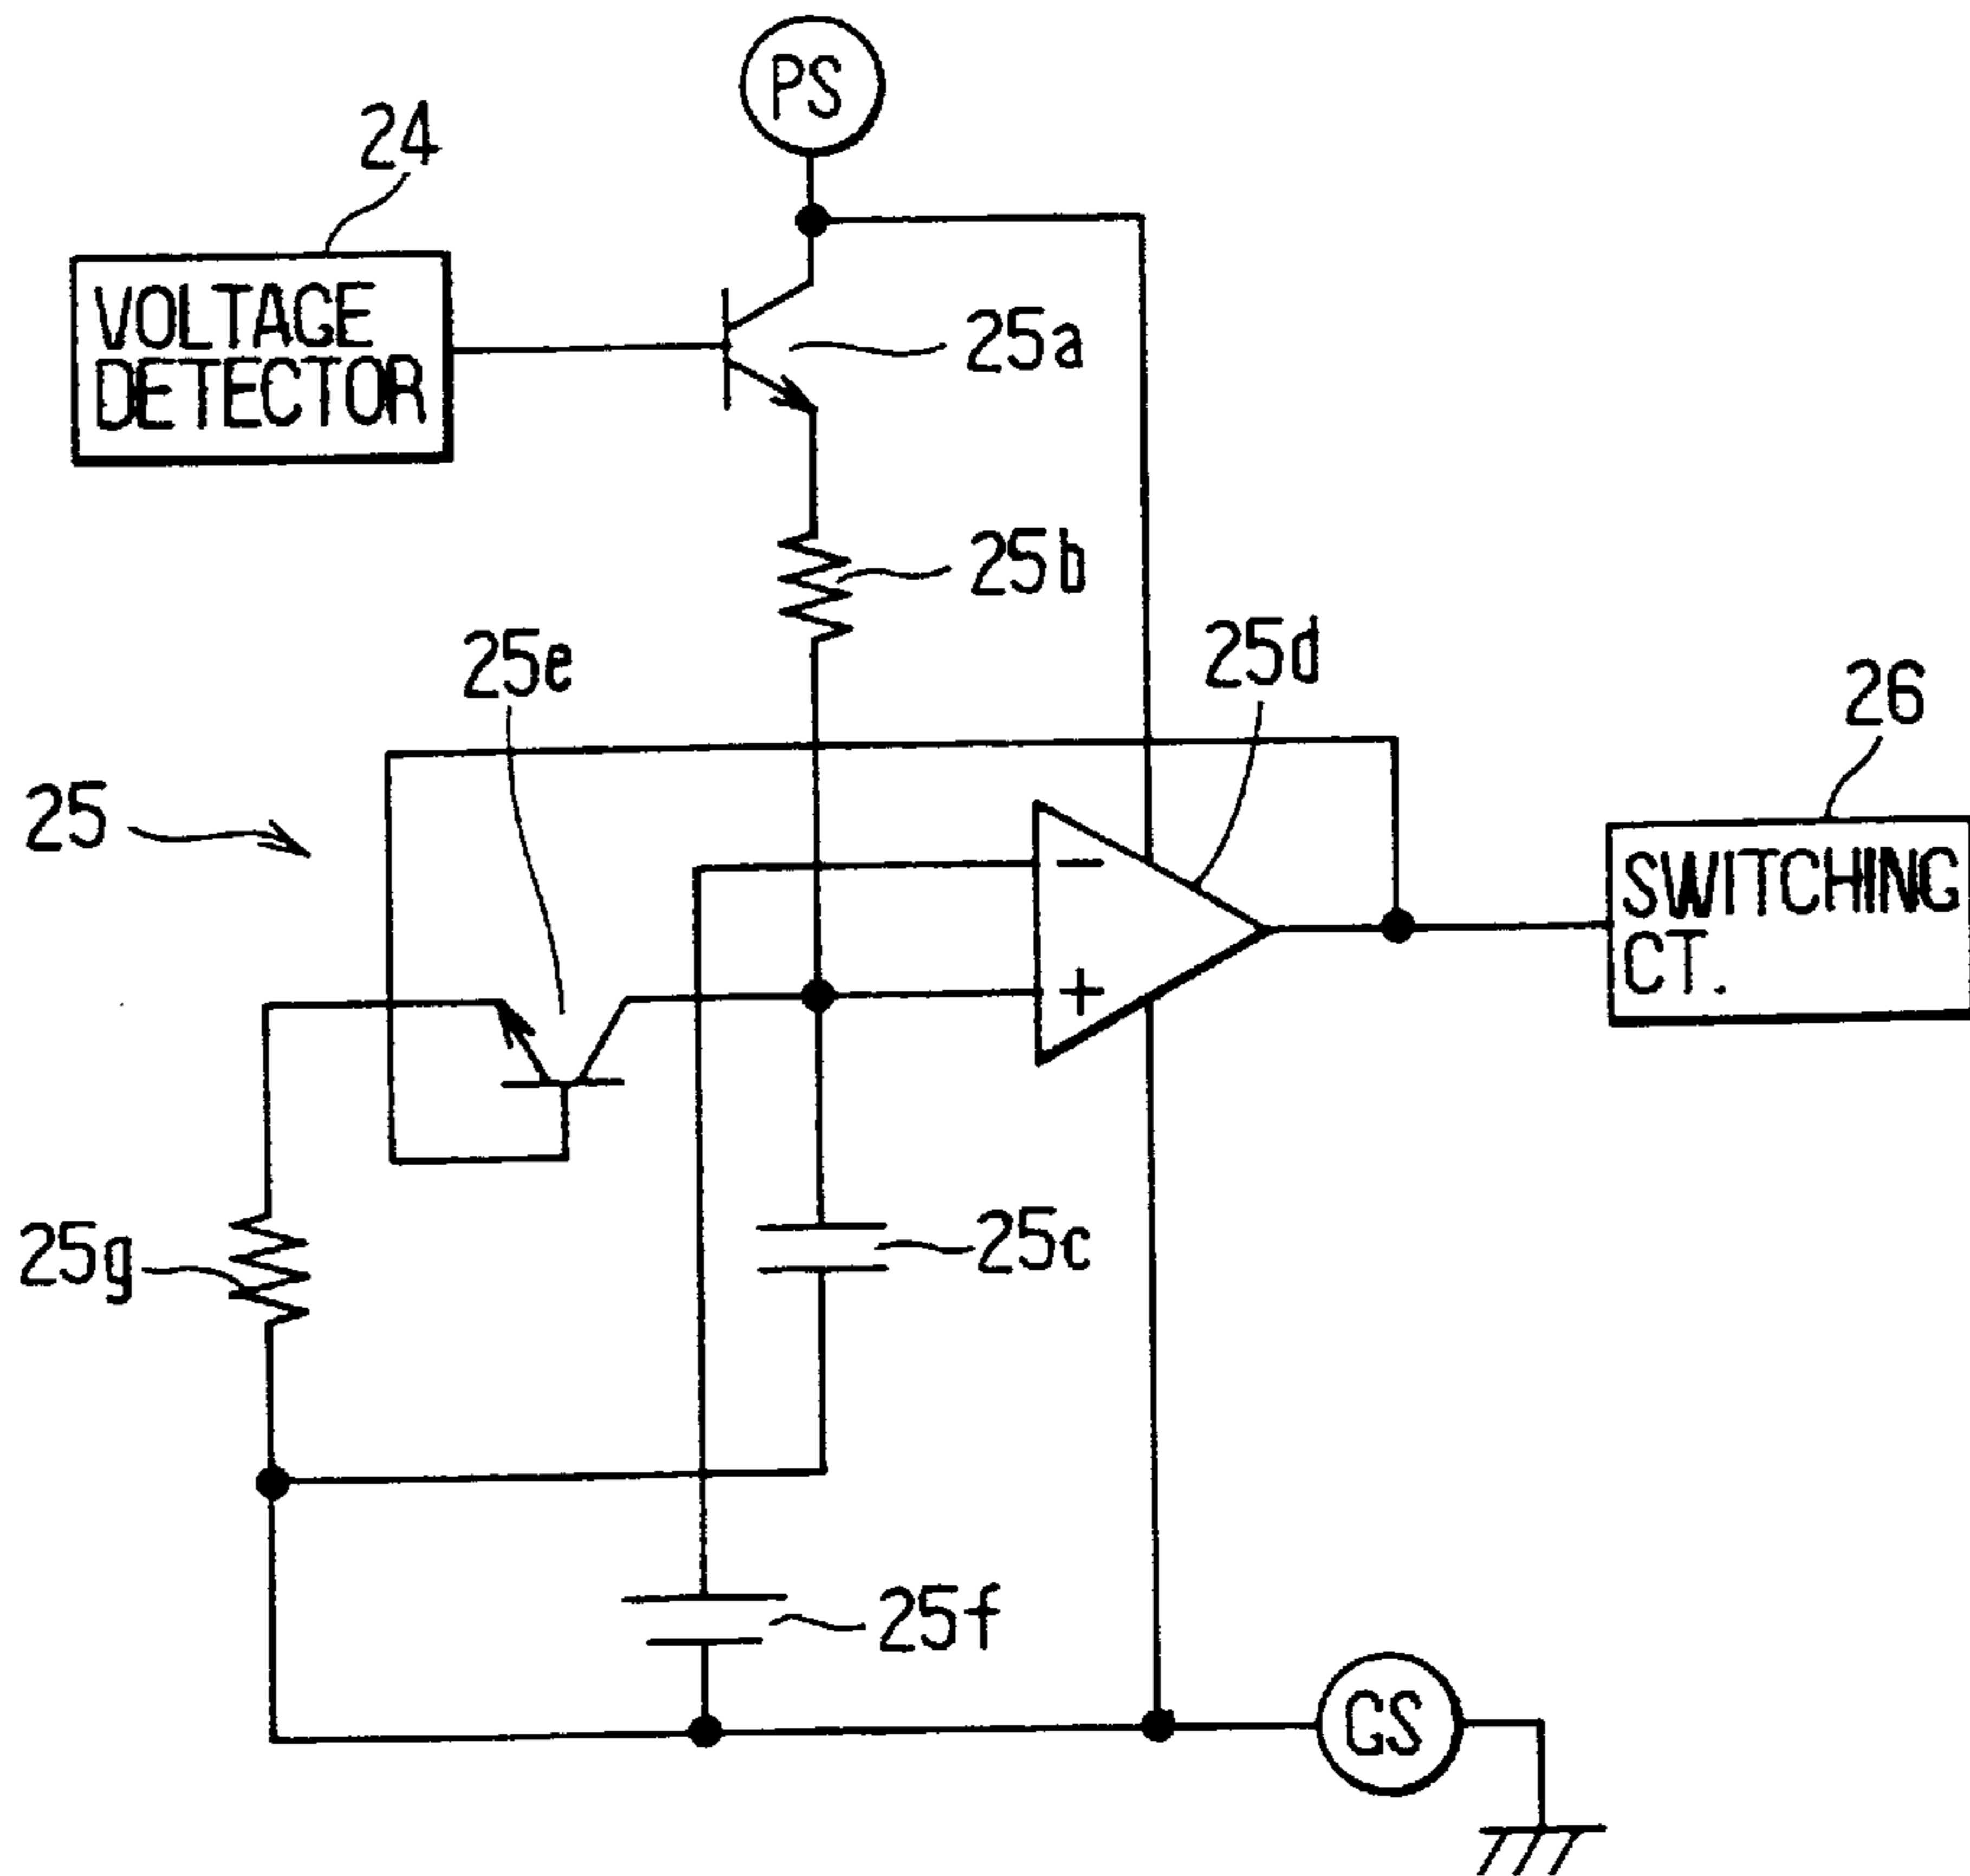 PS
24
VOLTAGE
DETECTOR
25a
25b
25e
25d
26
25
−
SWITCHING
CT.
+
25g
25c
25f
GS